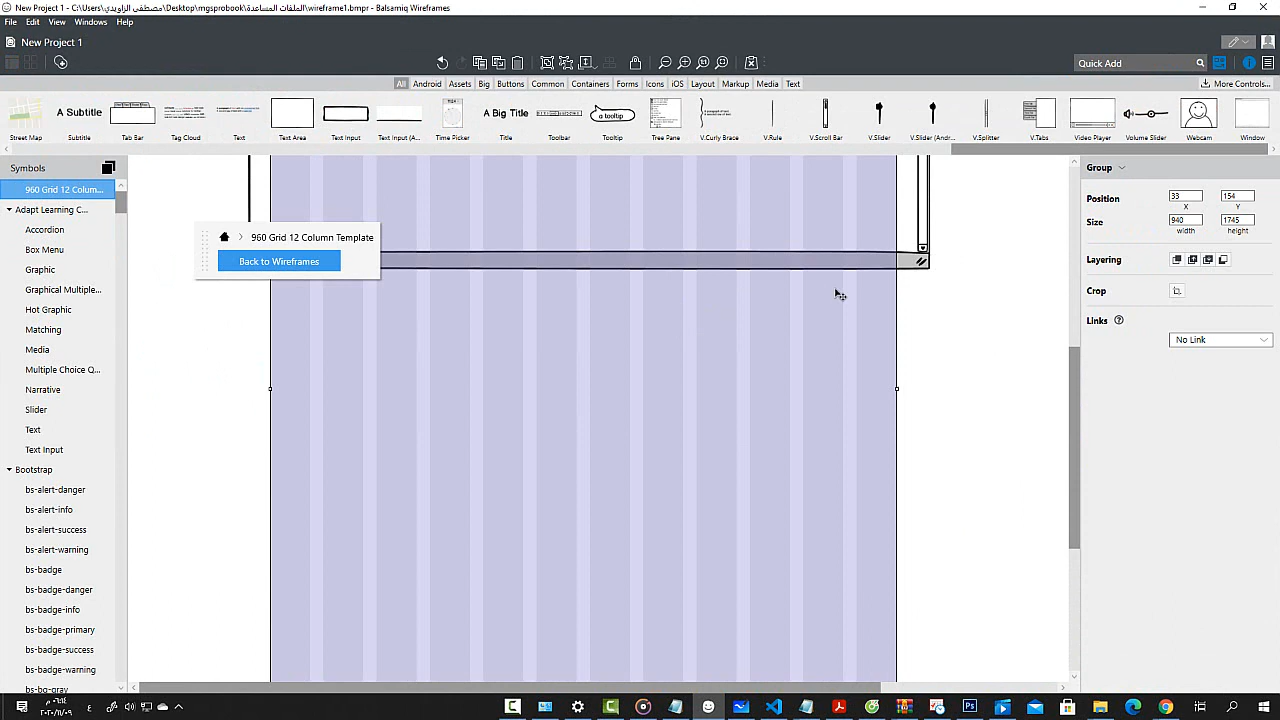 New Project 1 - C:\Users\مصطفى الزاويدي\Desktop\mgsprobook\الملفات المساعدة\wireframe1.bmpr - Balsamiq Wireframes
File Edit View Windows Help
New Project 1
Quick Add
All Android Assets Big Buttons Common Containers Forms Icons iOS Layout Markup Media Text
More Controls...
A Subtitle
A Big Title
a tooltip
Street Map Subtitle Tab Bar Tag Cloud Text Text Area Text Input Text Input (A... Time Picker Title Toolbar Tooltip Tree Pane V.Curly Brace V.Rule V.Scroll Bar V.Slider V.Slider (Andr... V.Splitter V.Tabs Video Player Volume Slider Webcam Window
Symbols
960 Grid 12 Colum...
Adapt Learning C...
Accordion
Box Menu
Graphic
Graphical Multiple...
Hot Graphic
Matching
Media
Multiple Choice Q...
Narrative
Slider
Text
Text Input
Bootstrap
bs-alert-danger
bs-alert-info
bs-alert-success
bs-alert-warning
bs-badge
bs-badge-danger
bs-badge-info
bs-badge-primary
bs-badge-success
bs-badge-warning
bs-bg-gray
960 Grid 12 Column Template
Back to Wireframes
Group
Position
33 154
X Y
Size
940 1745
width height
Layering
Crop
Links
No Link